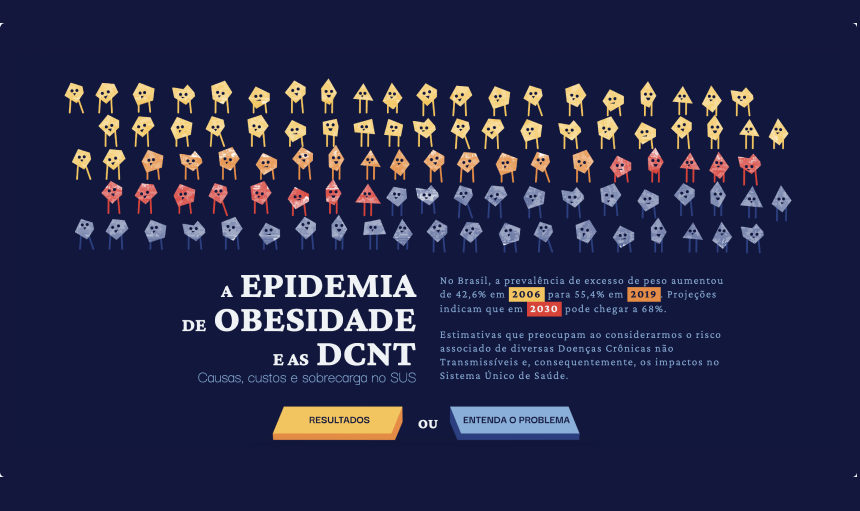 A EPIDEMIA
DE OBESIDADE
E AS DCNT
Causas, custos e sobrecarga no SUS
No Brasil, a prevalência de excesso de peso aumentou
de 42,6% em 2006 para 55,4% em 2019. Projeções
indicam que em 2030 pode chegar a 68%.
Estimativas que preocupam ao considerarmos o risco
associado de diversas Doenças Crônicas não
Transmissíveis e, consequentemente, os impactos no
Sistema Único de Saúde.
RESULTADOS
OU
ENTENDA O PROBLEMA